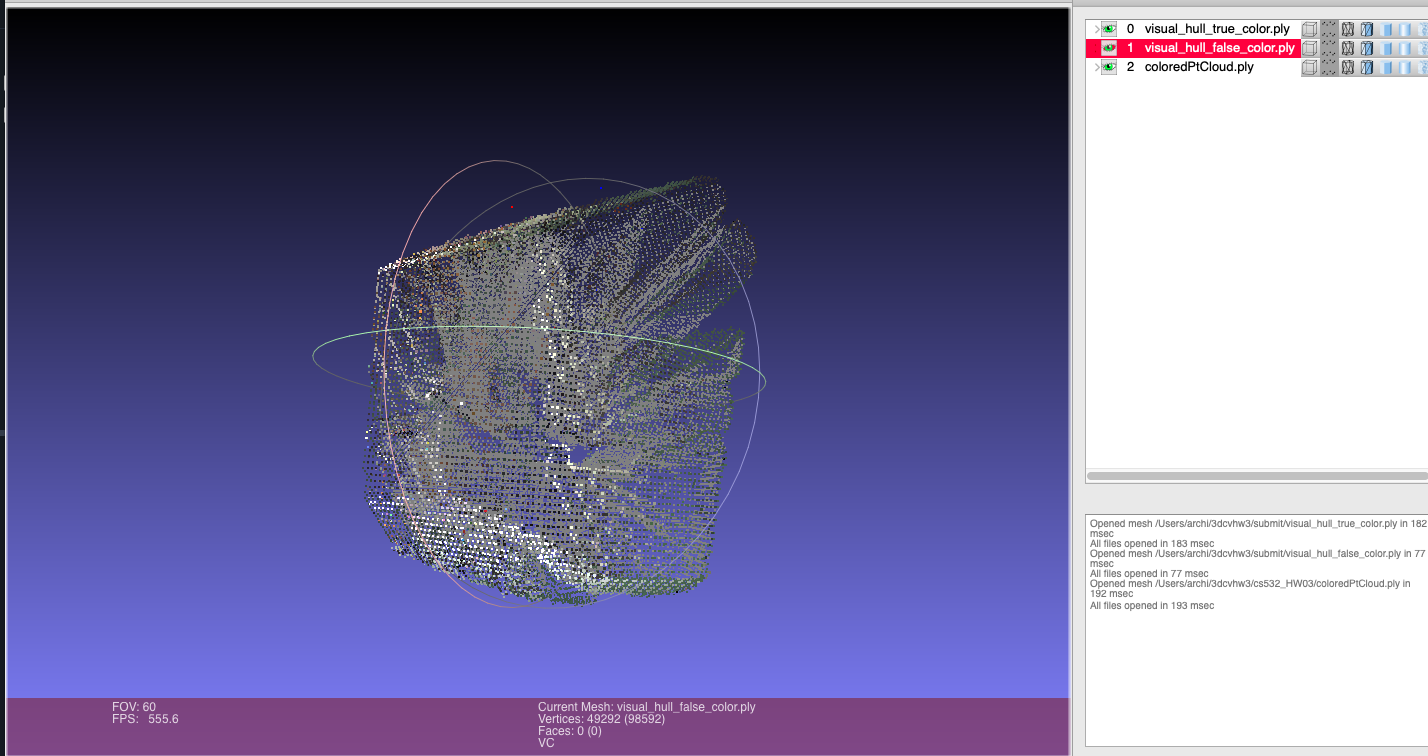 0 visual_hull_true_color.ply
1 visual_hull_false_color.ply
2 coloredPtCloud.ply
Opened mesh /Users/archi/3dcvhw3/submit/visual_hull_true_color.ply in 182
msec
All files opened in 183 msec
Opened mesh /Users/archi/3dcvhw3/submit/visual_hull_false_color.ply in 77
msec
All files opened in 77 msec
Opened mesh /Users/archi/3dcvhw3/cs532_HW03/coloredPtCloud.ply in
192 msec
All files opened in 193 msec
FOV: 60
FPS: 555.6
Current Mesh: visual_hull_false_color.ply
Vertices: 49292 (98592)
Faces: 0 (0)
VC